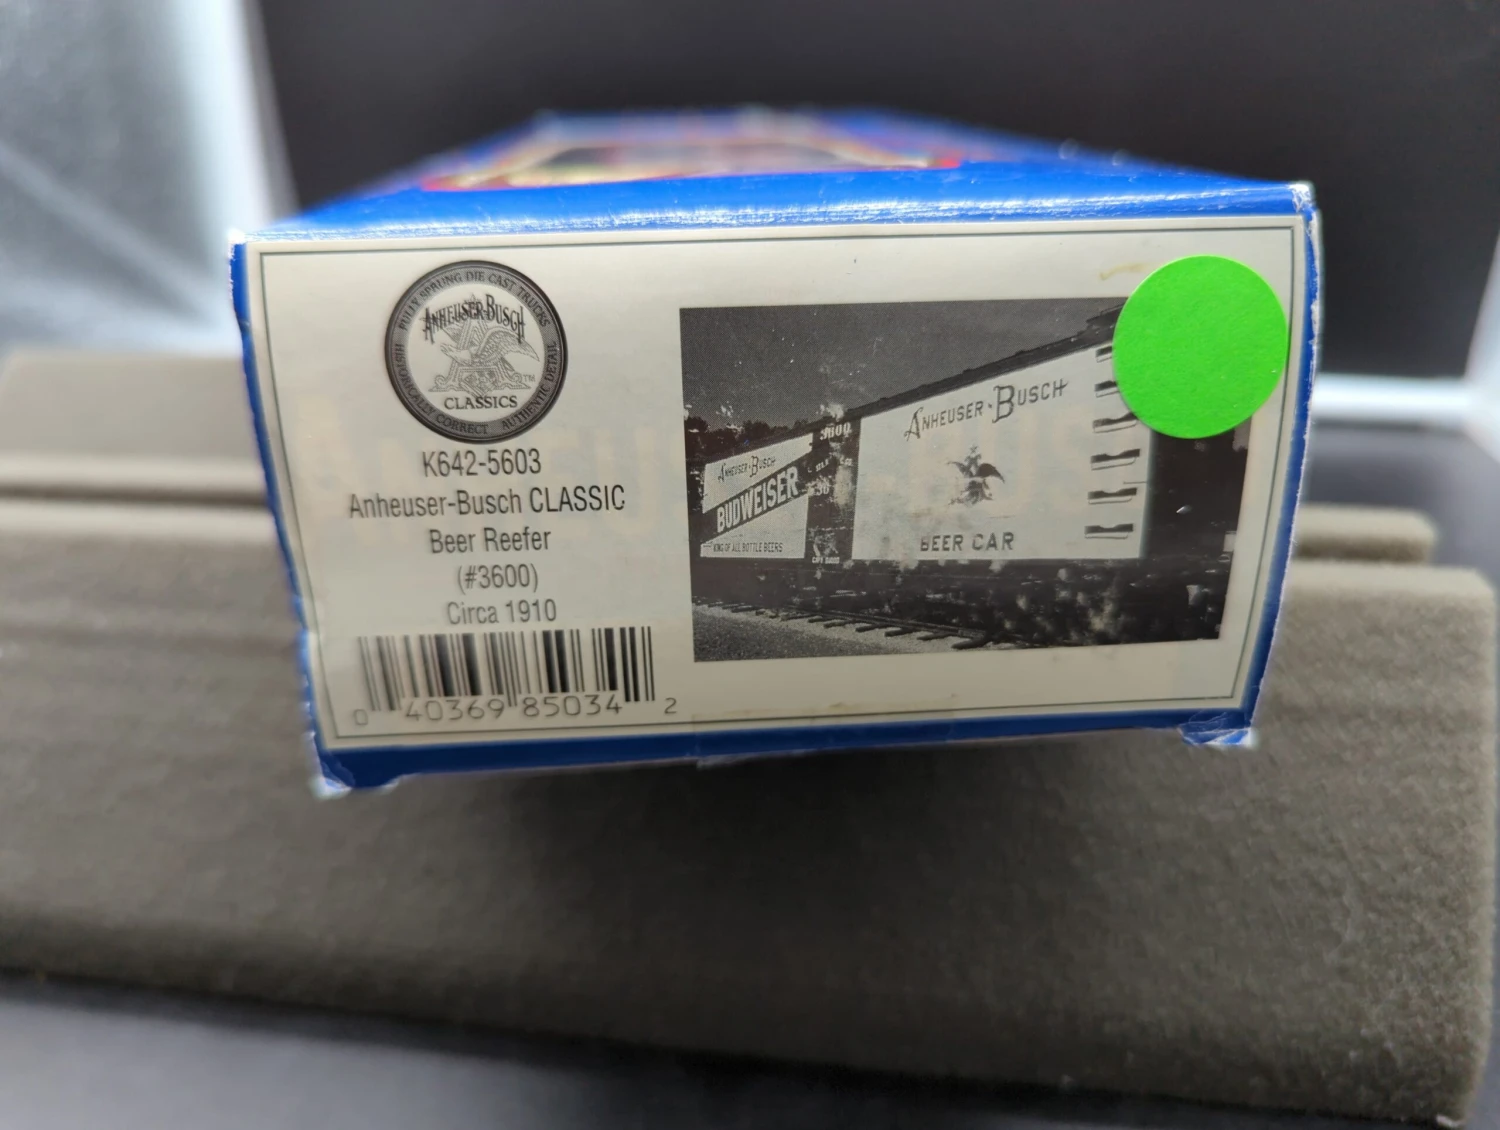 FULLY SPRUNG DIE CAST TRUCKS
HISTORICALLY CORRECT AUTHENTIC DETAIL
ANHEUSER-BUSCH
TM
CLASSICS
K642-5603
Anheuser-Busch CLASSIC
Beer Reefer
(#3600)
Circa 1910
0 40369 85034 2
ANHEUSER-BUSCH
BUDWEISER
KING OF ALL BOTTLE BEERS
3600
ANHEUSER-BUSCH
BEER CAR